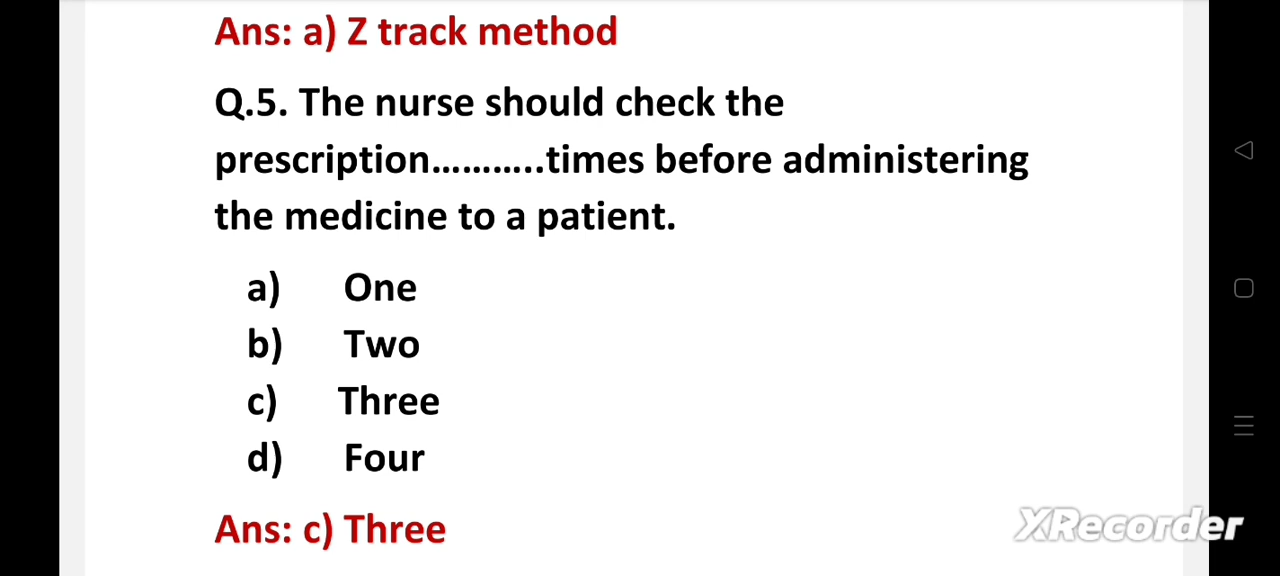 Ans: a) Z track method
Q.5. The nurse should check the
prescription...........times before administering
the medicine to a patient.
a) One
b) Two
c) Three
d) Four
Ans: c) Three
XRecorder